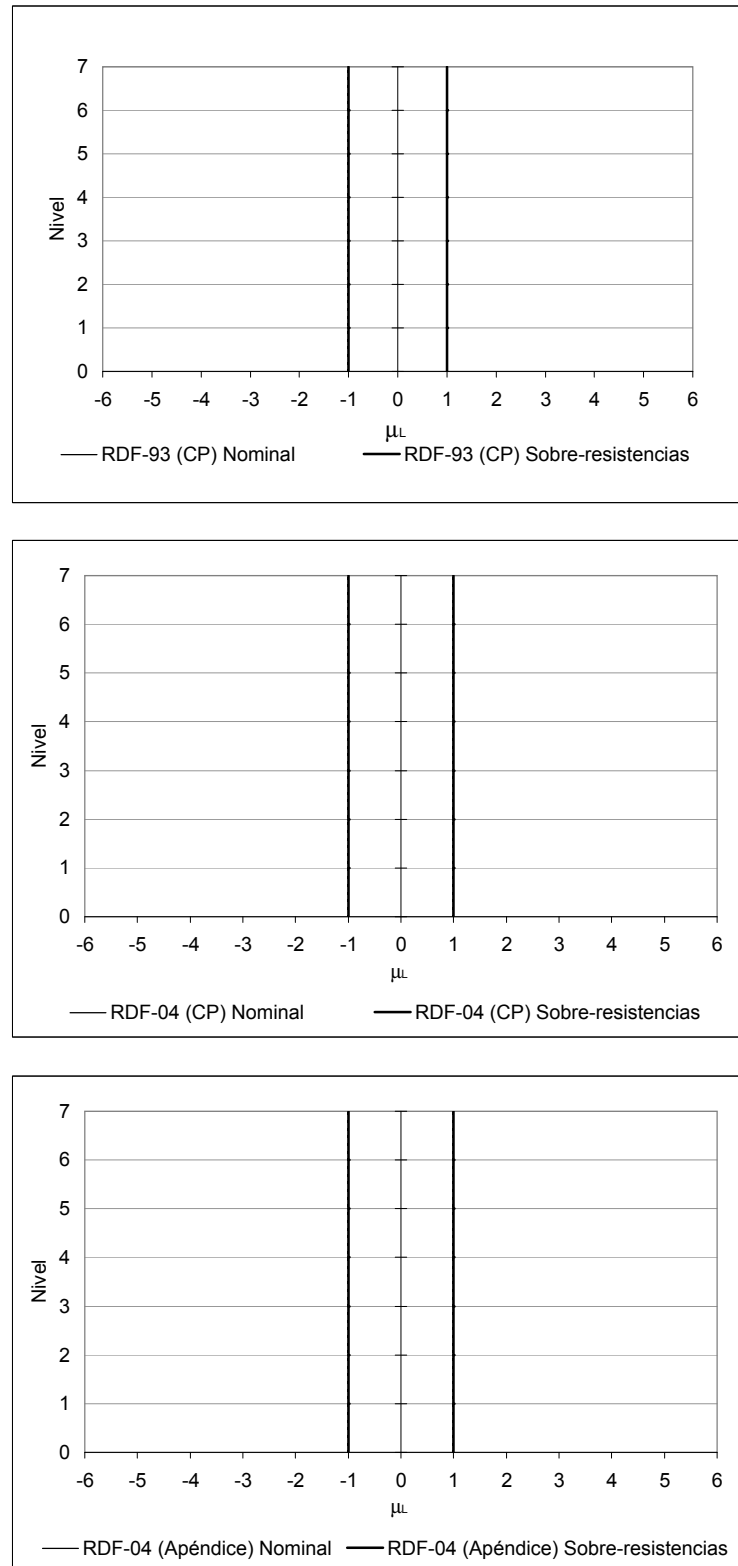 7
6
5
4
3
2
1
0
Nivel
-6 -5 -4 -3 -2 -1 0 1 2 3 4 5 6
μL
RDF-93 (CP) Nominal RDF-93 (CP) Sobre-resistencias
7
6
5
4
3
2
1
0
Nivel
-6 -5 -4 -3 -2 -1 0 1 2 3 4 5 6
μL
RDF-04 (CP) Nominal RDF-04 (CP) Sobre-resistencias
7
6
5
4
3
2
1
0
Nivel
-6 -5 -4 -3 -2 -1 0 1 2 3 4 5 6
μL
RDF-04 (Apéndice) Nominal RDF-04 (Apéndice) Sobre-resistencias